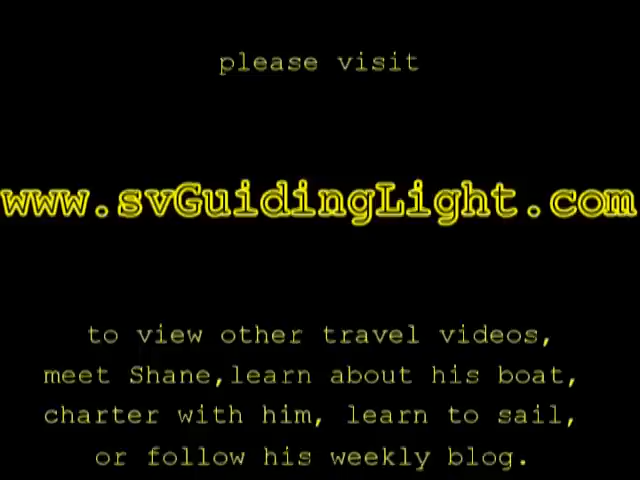 please visit
www.svGuidingLight.com
to view other travel videos,
meet Shane,learn about his boat,
charter with him, learn to sail,
or follow his weekly blog.